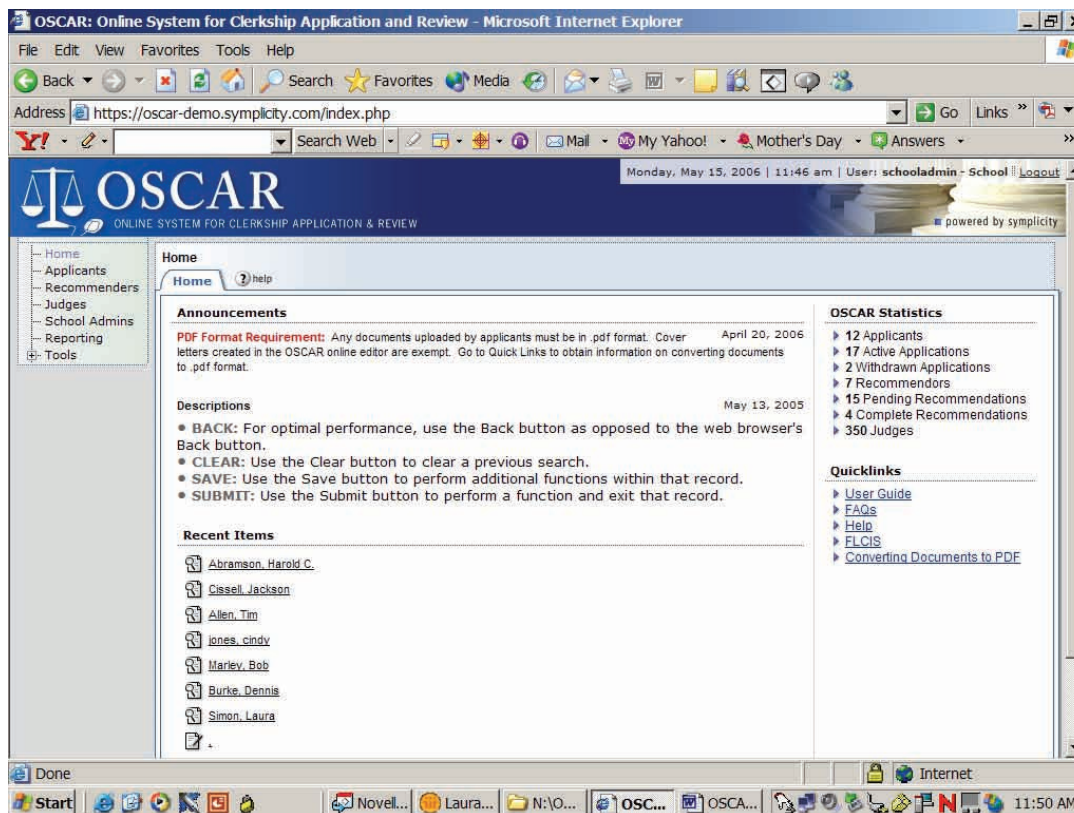 OSCAR: Online System for Clerkship Application and Review - Microsoft Internet Explorer
File Edit View Favorites Tools Help
Back Search Favorites Media
Address https://oscar-demo.symplicity.com/index.php Go Links »
Y! Search Web Mail My Yahoo! Mother's Day Answers »
Monday, May 15, 2006 | 11:46 am | User: schooladmin - School Logout
OSCAR
ONLINE SYSTEM FOR CLERKSHIP APPLICATION & REVIEW
powered by symplicity
Home
Applicants
Recommenders
Judges
School Admins
Reporting
Tools
Home
Home help
Announcements
PDF Format Requirement: Any documents uploaded by applicants must be in .pdf format. Cover April 20, 2006
letters created in the OSCAR online editor are exempt. Go to Quick Links to obtain information on converting documents
to .pdf format.
Descriptions May 13, 2005
• BACK: For optimal performance, use the Back button as opposed to the web browser's
Back button.
• CLEAR: Use the Clear button to clear a previous search.
• SAVE: Use the Save button to perform additional functions within that record.
• SUBMIT: Use the Submit button to perform a function and exit that record.
Recent Items
Abramson, Harold C.
Cissell, Jackson
Allen, Tim
jones, cindy
Marley, Bob
Burke, Dennis
Simon, Laura
,
OSCAR Statistics
12 Applicants
17 Active Applications
2 Withdrawn Applications
7 Recommendors
15 Pending Recommendations
4 Complete Recommendations
350 Judges
Quicklinks
User Guide
FAQs
Help
FLCIS
Converting Documents to PDF
Done Internet
Start Novell... Laura... N:\O... OSC... OSCA... 11:50 AM